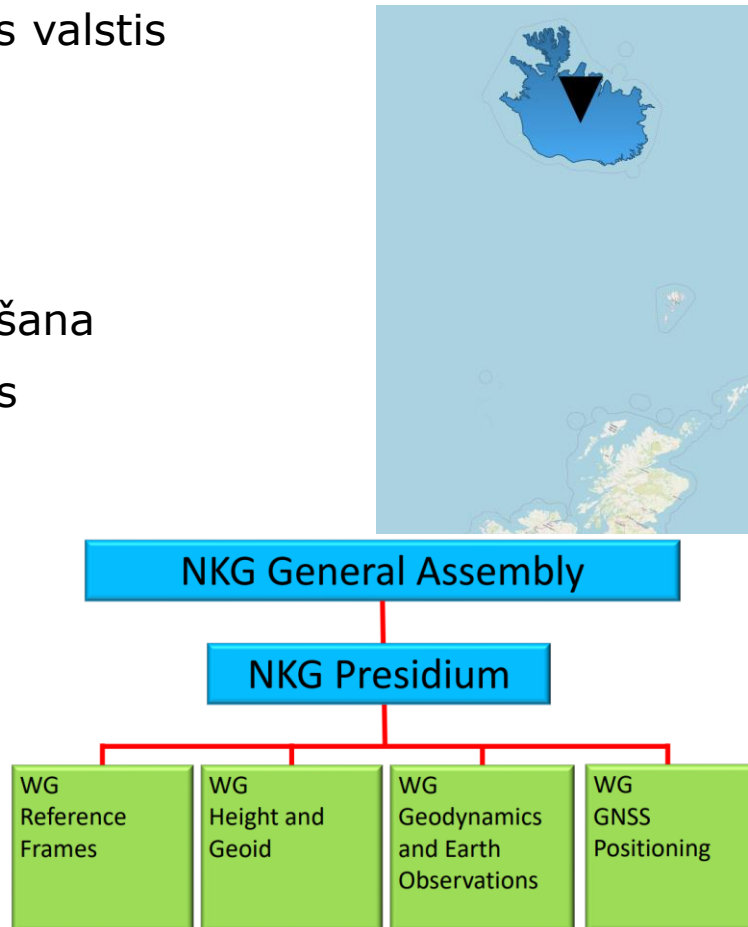 s valstis
šana
s
NKG General Assembly
NKG Presidium
WG
Reference
Frames
WG
Height and
Geoid
WG
Geodynamics
and Earth
Observations
WG
GNSS
Positioning